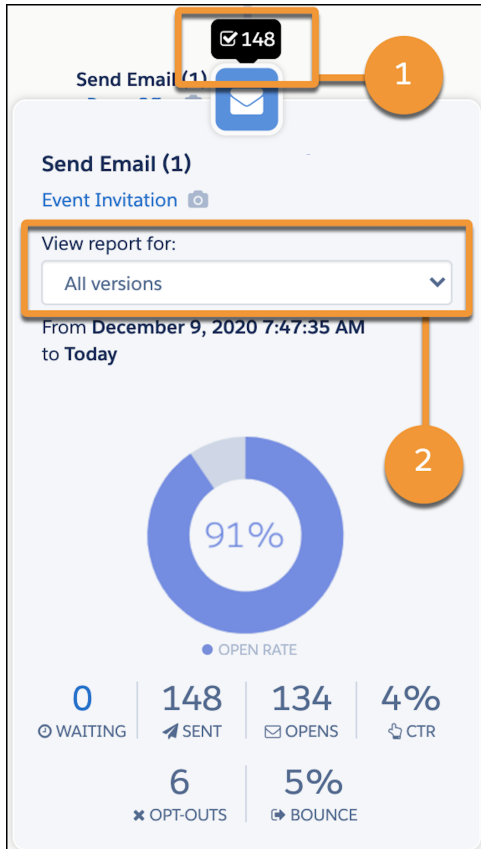 148
1
Send Email (1)
Send Email (1)
Event Invitation
View report for:
All versions
From December 9, 2020 7:47:35 AM
to Today
2
91%
OPEN RATE
0
WAITING
148
SENT
134
OPENS
4%
CTR
6
OPT-OUTS
5%
BOUNCE